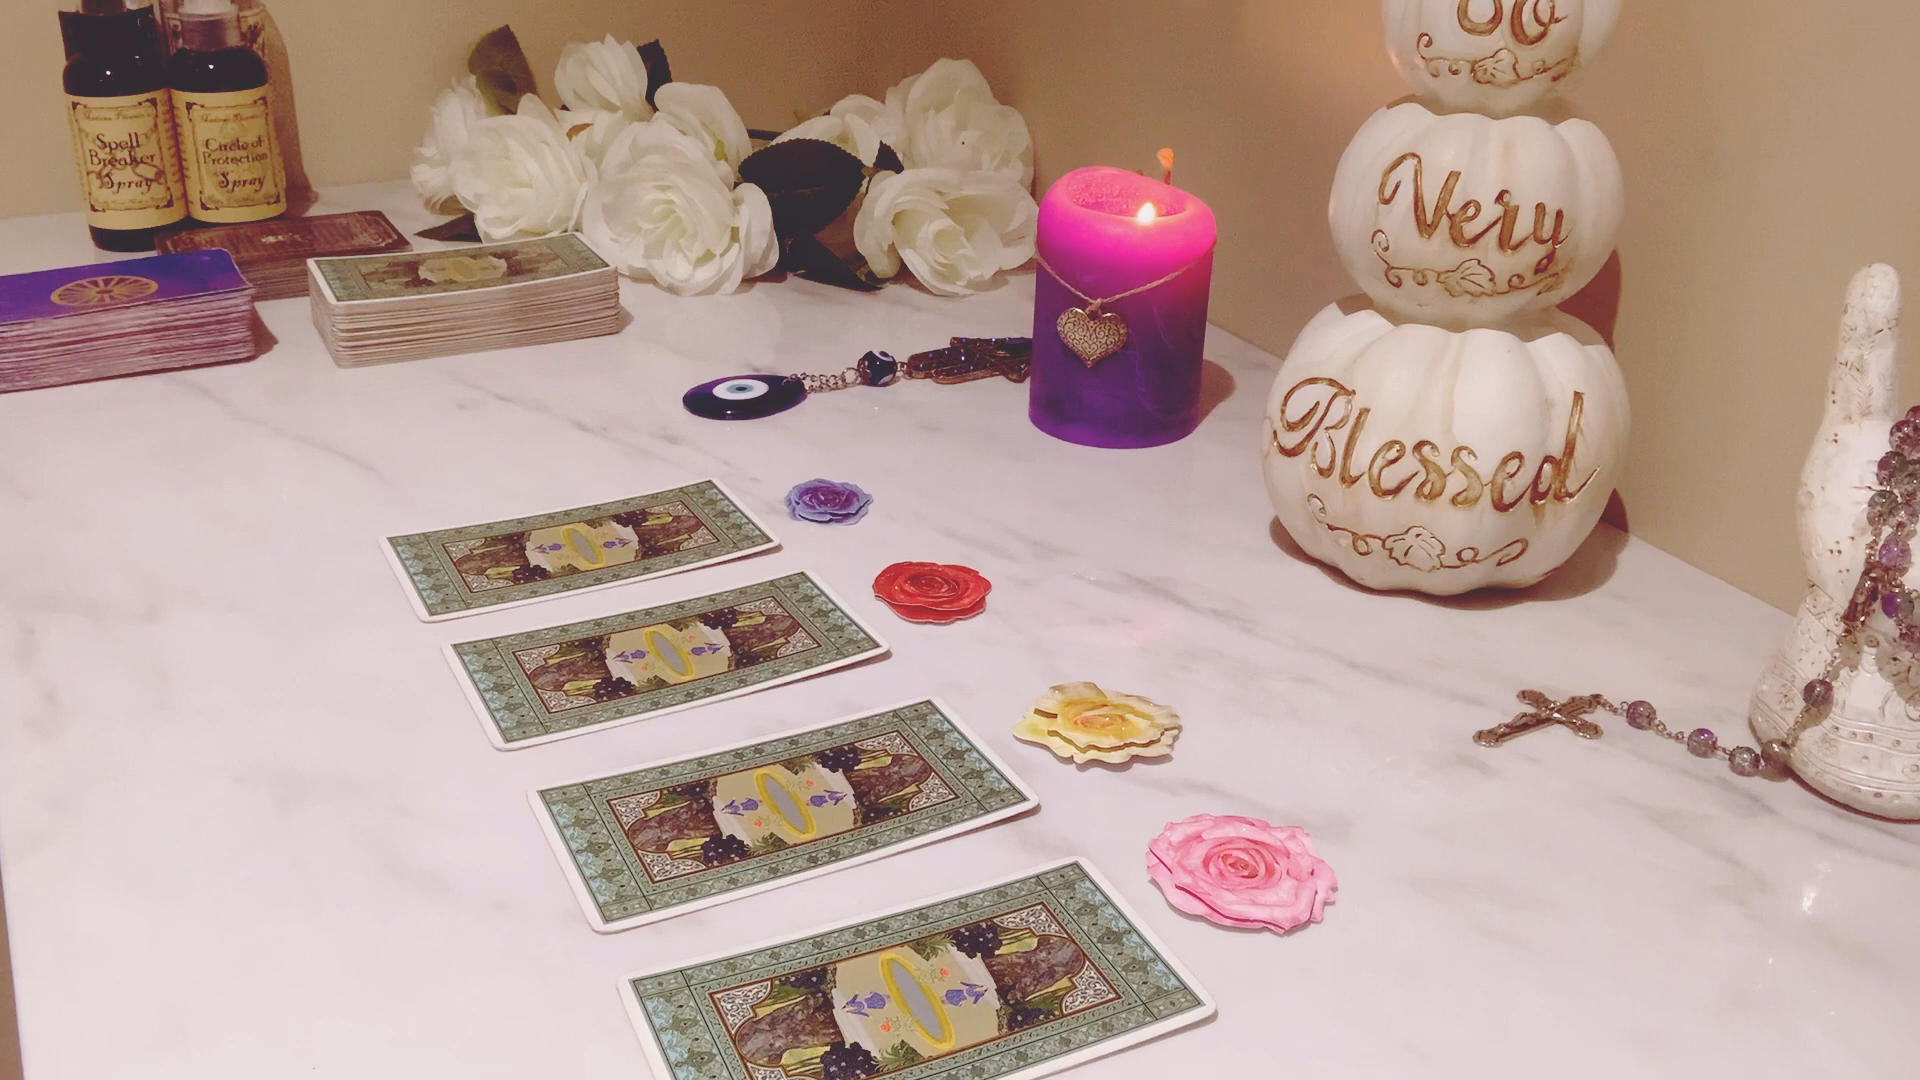 Spell
Breaker
Spray
Circle of
Protection
Spray
So
Very
Blessed